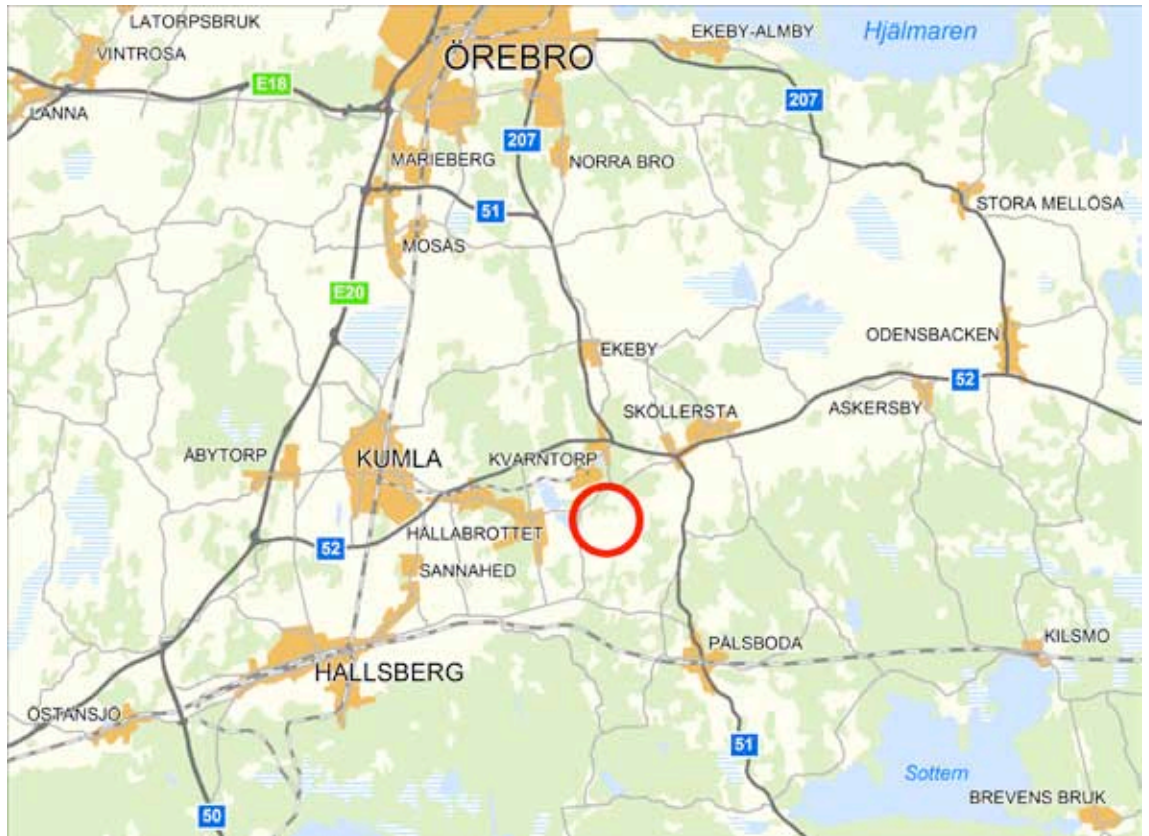 LATORPSBRUK
EKEBY-ALMBY
Hjälmaren
VINTROSA
ÖREBRO
E18
207
LANNA
207
MARIEBERG
NORRA BRO
51
STORA MELLÖSA
MOSÅS
E20
ODENSBACKEN
EKEBY
52
SKÖLLERSTA
ASKERSBY
ÅBYTORP
KUMLA
KVARNTORP
HÄLLABROTTET
52
SANNAHED
PÅLSBODA
KILSMO
HALLSBERG
ÖSTANSJÖ
51
Sottern
BREVENS BRUK
50